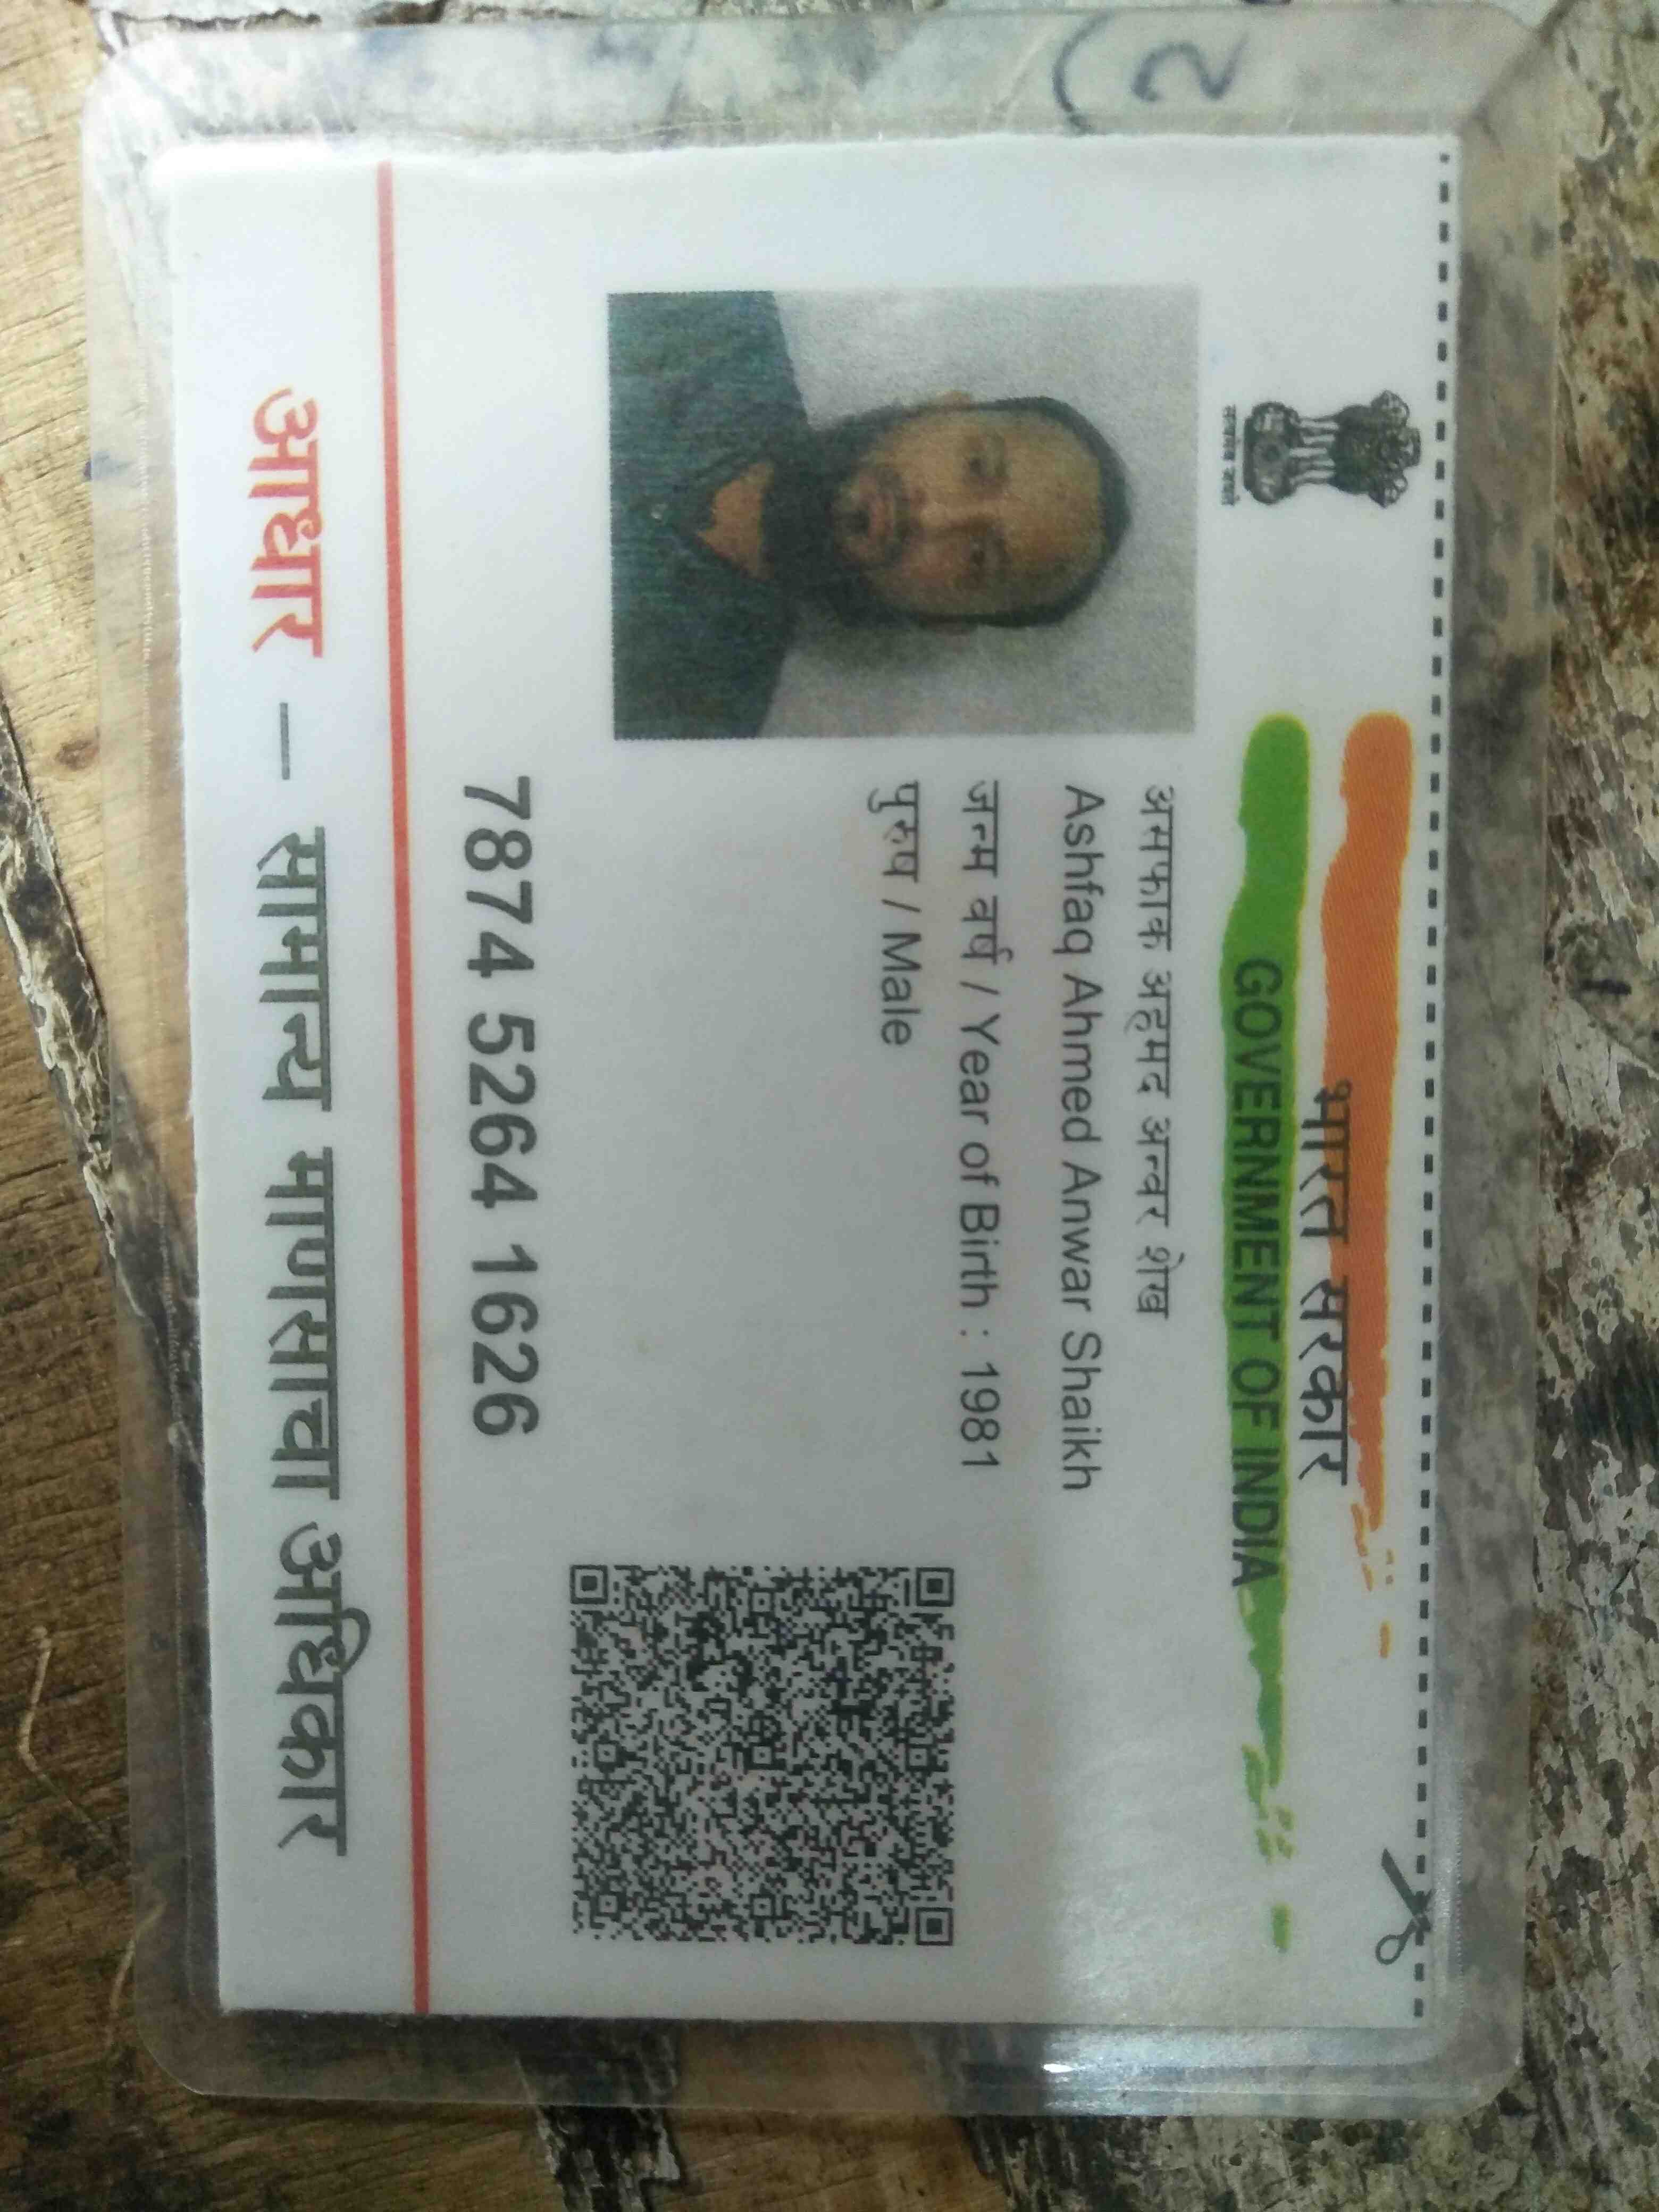 2
भारत सरकार
GOVERNMENT OF INDIA
सत्यमेव जयते
असफाक अहमद अन्वर शेख
Ashfaq Ahmed Anwar Shaikh
जन्म वर्ष / Year of Birth : 1981
पुरुष / Male
7874 5264 1626
आधार – सामान्य माणसाचा अधिकार